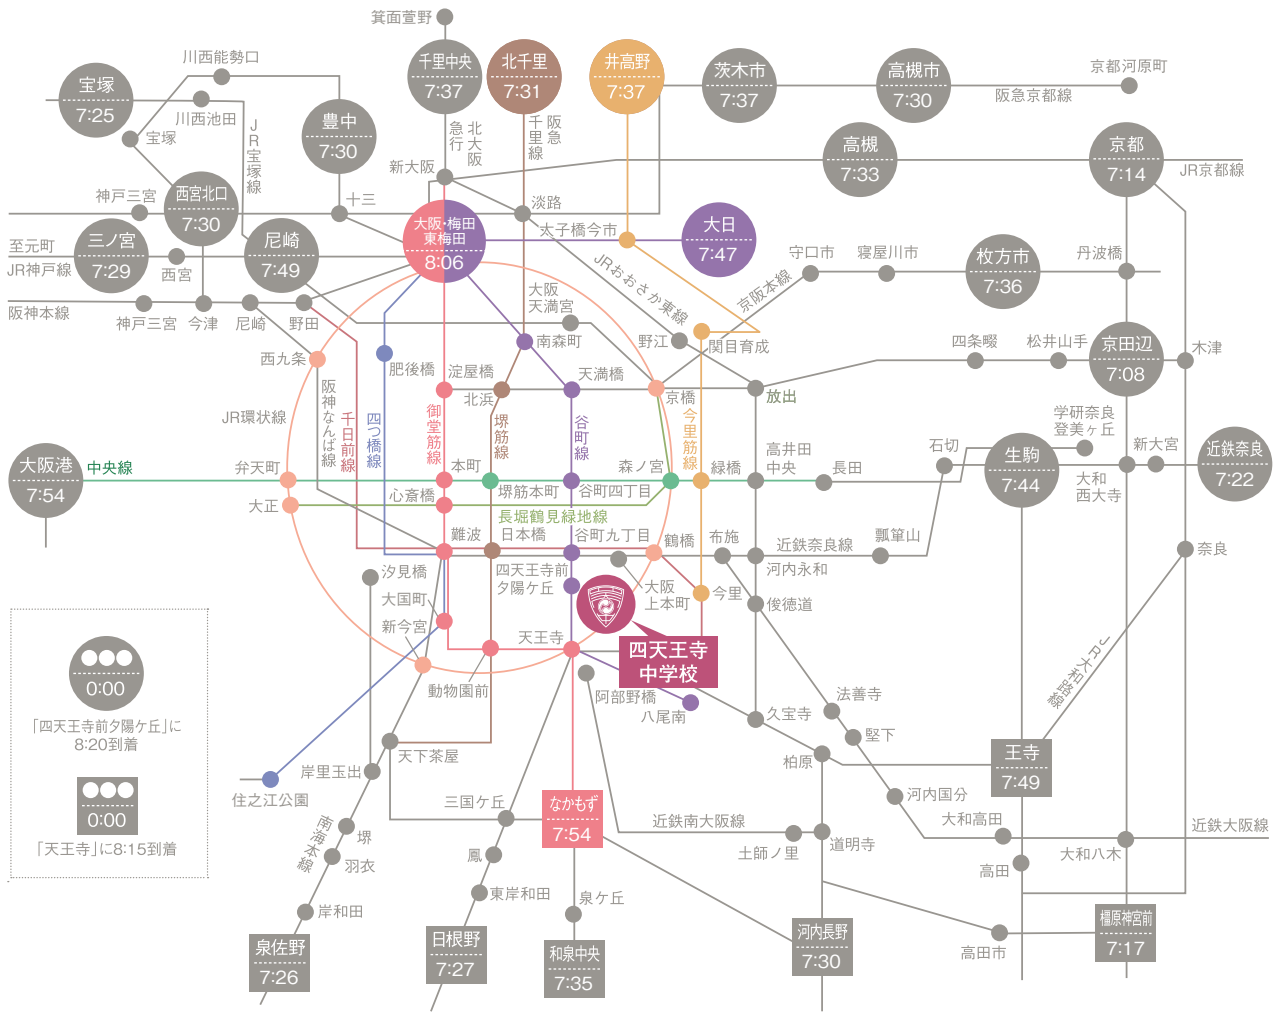 箕面萱野
川西能勢口
宝塚
7:25
千里中央
7:37
北千里
7:31
井高野
7:37
茨木市
7:37
高槻市
7:30
京都河原町
阪急京都線
川西池田
宝塚
JR宝塚線
豊中
7:30
北大阪
急行
阪急
千里線
新大阪
高槻
7:33
京都
7:14
JR京都線
神戸三宮
西宮北口
7:30
十三
淡路
大阪・梅田
東梅田
8:06
太子橋今市
大日
7:47
至元町
JR神戸線
三ノ宮
7:29
西宮
尼崎
7:49
JRおおさか東線
京阪本線
守口市
寝屋川市
枚方市
7:36
丹波橋
阪神本線
神戸三宮
今津
尼崎
野田
大阪
天満宮
南森町
野江
関目育成
西九条
肥後橋
淀屋橋
北浜
天満橋
京橋
放出
四条畷
松井山手
京田辺
7:08
木津
JR環状線
阪神なんば線
千日前線
四つ橋線
御堂筋線
堺筋線
谷町線
今里筋線
学研奈良
登美ヶ丘
大阪港
7:54
中央線
弁天町
本町
堺筋本町
谷町四丁目
森ノ宮
緑橋
高井田
中央
長田
石切
生駒
7:44
新大宮
大和
西大寺
近鉄奈良
7:22
大正
心斎橋
長堀鶴見緑地線
難波
日本橋
谷町九丁目
鶴橋
布施
近鉄奈良線
河内永和
瓢箪山
奈良
汐見橋
大国町
新今宮
四天王寺前
夕陽ケ丘
大阪
上本町
今里
俊徳道
天王寺
四天王寺
中学校
動物園前
阿部野橋
八尾南
久宝寺
法善寺
堅下
JR大和路線
「四天王寺前夕陽ケ丘」に
8:20到着
0:00
天下茶屋
岸里玉出
住之江公園
柏原
王寺
7:49
河内国分
0:00
「天王寺」に8:15到着
南海本線
堺
羽衣
三国ケ丘
なかもず
7:54
近鉄南大阪線
土師ノ里
道明寺
大和高田
近鉄大阪線
高田
大和八木
鳳
東岸和田
岸和田
泉ケ丘
泉佐野
7:26
日根野
7:27
和泉中央
7:35
河内長野
7:30
高田市
橿原神宮前
7:17